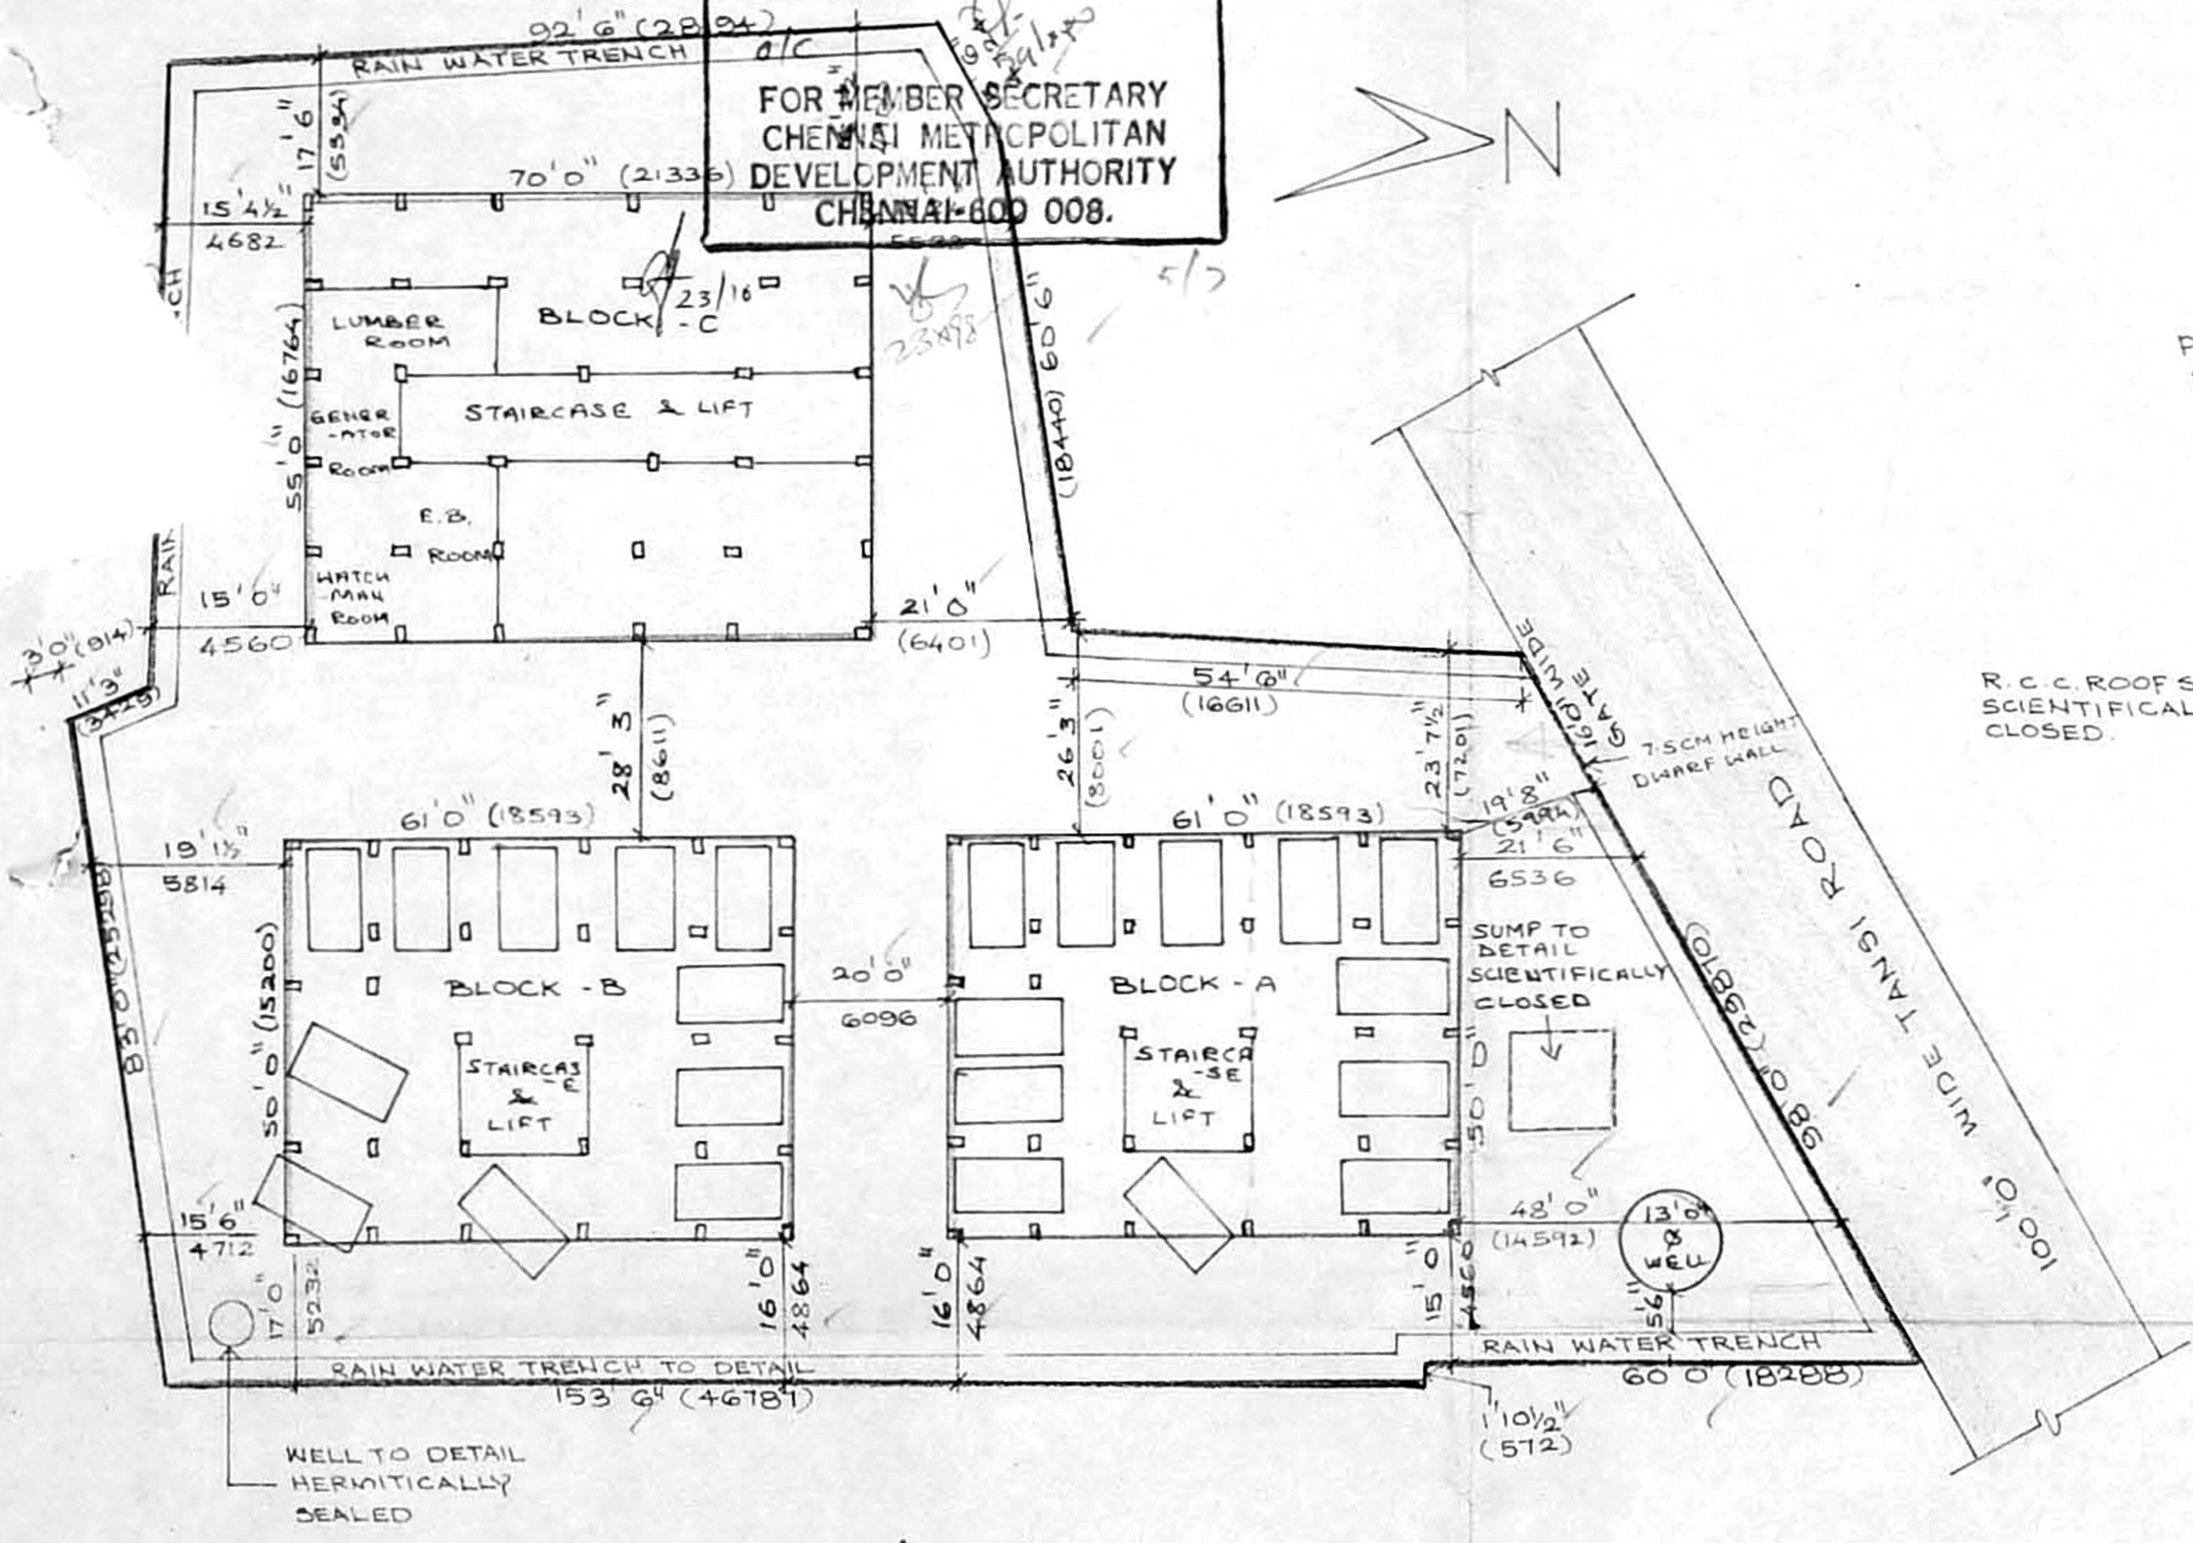 92'6" (28194)
RAIN WATER TRENCH
a/c
FOR MEMBER SECRETARY
CHENNAI METROPOLITAN
DEVELOPMENT AUTHORITY
CHENNAI-600 008.
N
17'6"
(5334)
70'0" (21336)
15'4½"
4682
5/7
23/10
BLOCK - C
LUMBER
ROOM
STAIRCASE & LIFT
GENER
-ATOR
ROOM
E.B.
ROOM
WATCH
-MAN
ROOM
55'0" (16764)
60'6"
(18440)
RAIN
15'0"
4560
3'0" (914)
11'3"
(3429)
21'0"
(6401)
54'6"
(16611)
28'3"
(8611)
26'3"
(8001)
23'7½"
(7201)
16'0" WIDE
GATE
7.5CM HEIGHT
DWARF WALL
R.C.C. ROOF S
SCIENTIFICAL
CLOSED.
19'8"
(5994)
21'6"
6536
61'0" (18593)
61'0" (18593)
19'1½"
5814
83'0" (25298)
50'0" (15200)
BLOCK - B
STAIRCAS
-E
&
LIFT
20'0"
6096
BLOCK - A
STAIRCA
-SE
&
LIFT
50'0"
SUMP TO
DETAIL
SCIENTIFICALLY
CLOSED
98'0" (29870)
100'0" WIDE TANSI ROAD
15'6"
4712
17'0"
5232
16'0"
4864
16'0"
4864
15'0"
4560
48'0"
(14592)
13'0"
Ø
WELL
5'6"
RAIN WATER TRENCH TO DETAIL
153'6" (46787)
RAIN WATER TRENCH
60'0 (18288)
1'10½"
(572)
WELL TO DETAIL
HERMITICALLY
SEALED